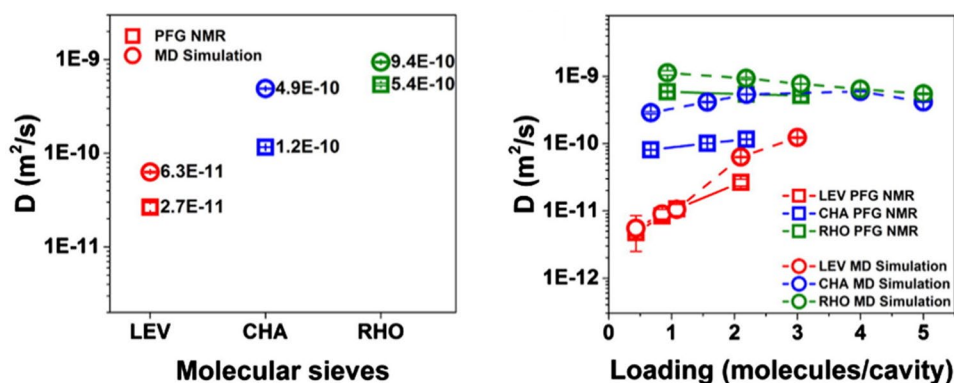 PFG NMR
MD Simulation
1E-9
1E-10
1E-11
D (m²/s)
9.4E-10
5.4E-10
4.9E-10
1.2E-10
6.3E-11
2.7E-11
LEV CHA RHO
Molecular sieves
1E-8
1E-9
1E-10
1E-11
1E-12
D (m²/s)
LEV PFG NMR
CHA PFG NMR
RHO PFG NMR
LEV MD Simulation
CHA MD Simulation
RHO MD Simulation
0 1 2 3 4 5
Loading (molecules/cavity)